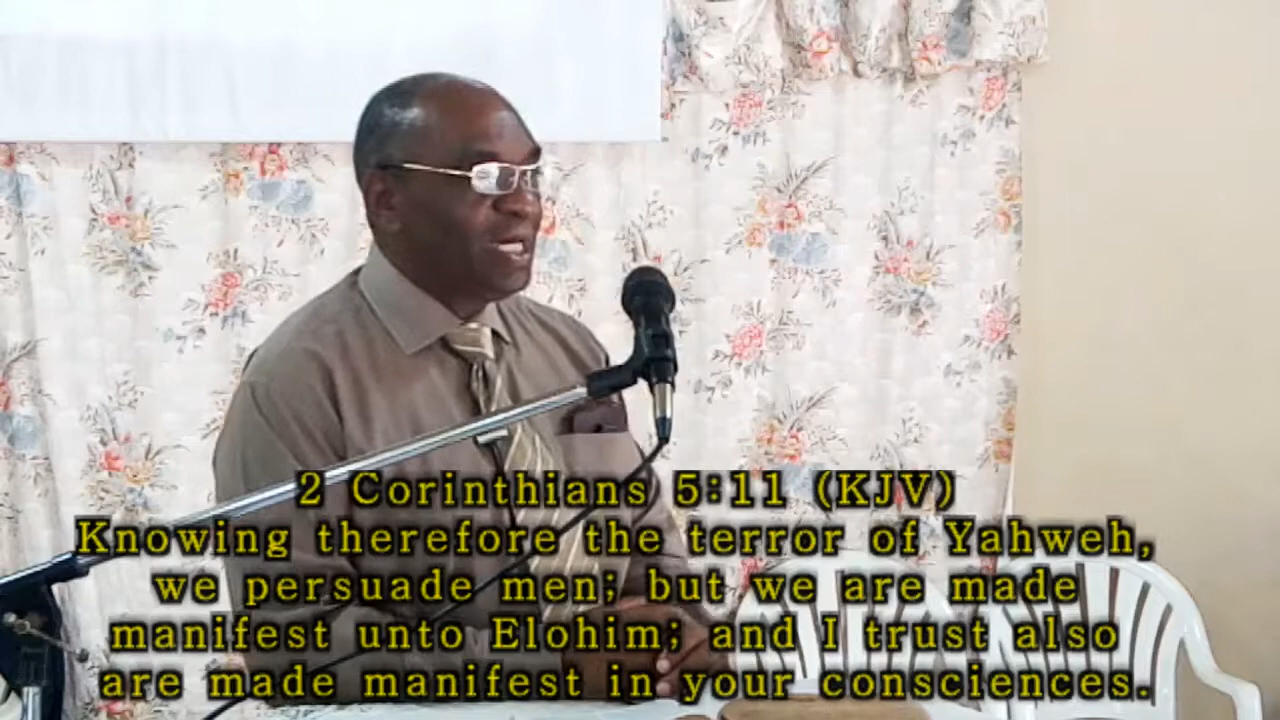 2 Corinthians 5:11 (KJV)
Knowing therefore the terror of Yahweh,
we persuade men; but we are made
manifest unto Elohim; and I trust also
are made manifest in your consciences.